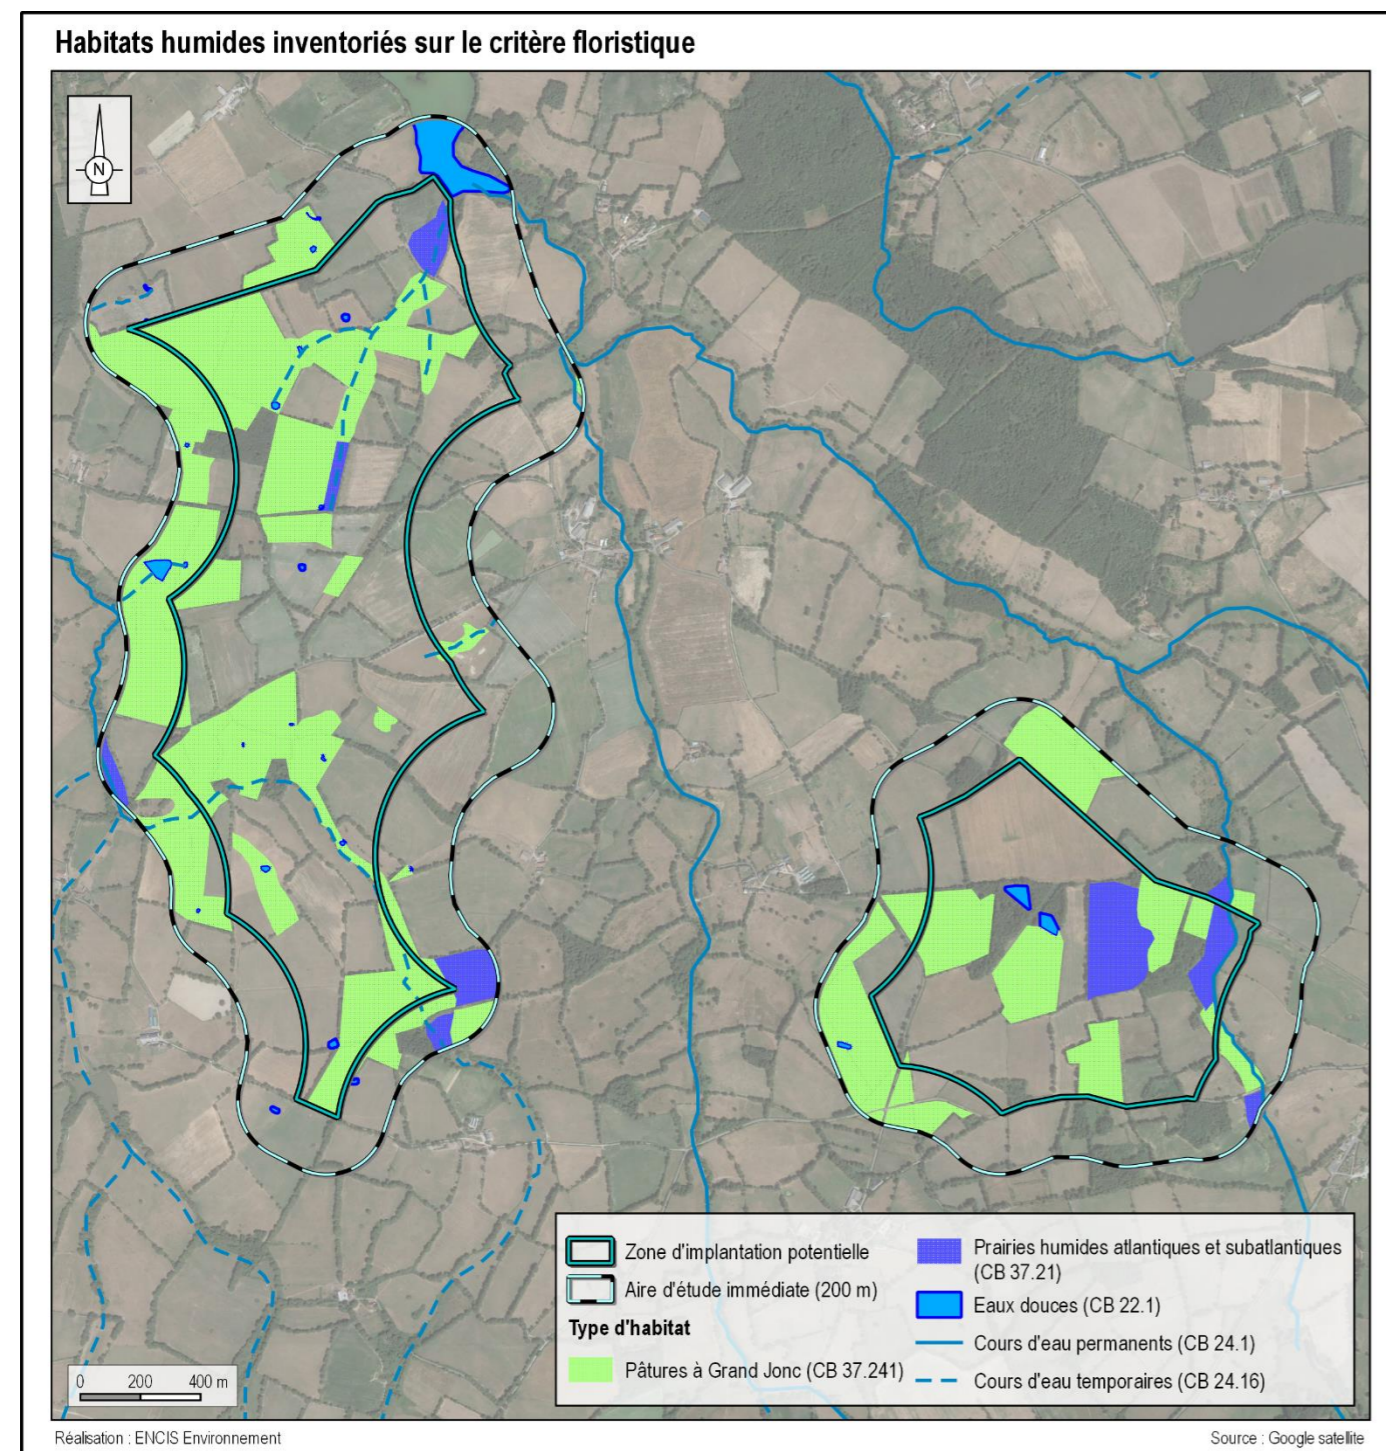 Habitats humides inventoriés sur le critère floristique
N
Zone d'implantation potentielle
Aire d'étude immédiate (200 m)
Type d'habitat
Pâtures à Grand Jonc (CB 37.241)
Prairies humides atlantiques et subatlantiques
(CB 37.21)
Eaux douces (CB 22.1)
Cours d'eau permanents (CB 24.1)
Cours d'eau temporaires (CB 24.16)
0 200 400 m
Réalisation : ENCIS Environnement
Source : Google satellite